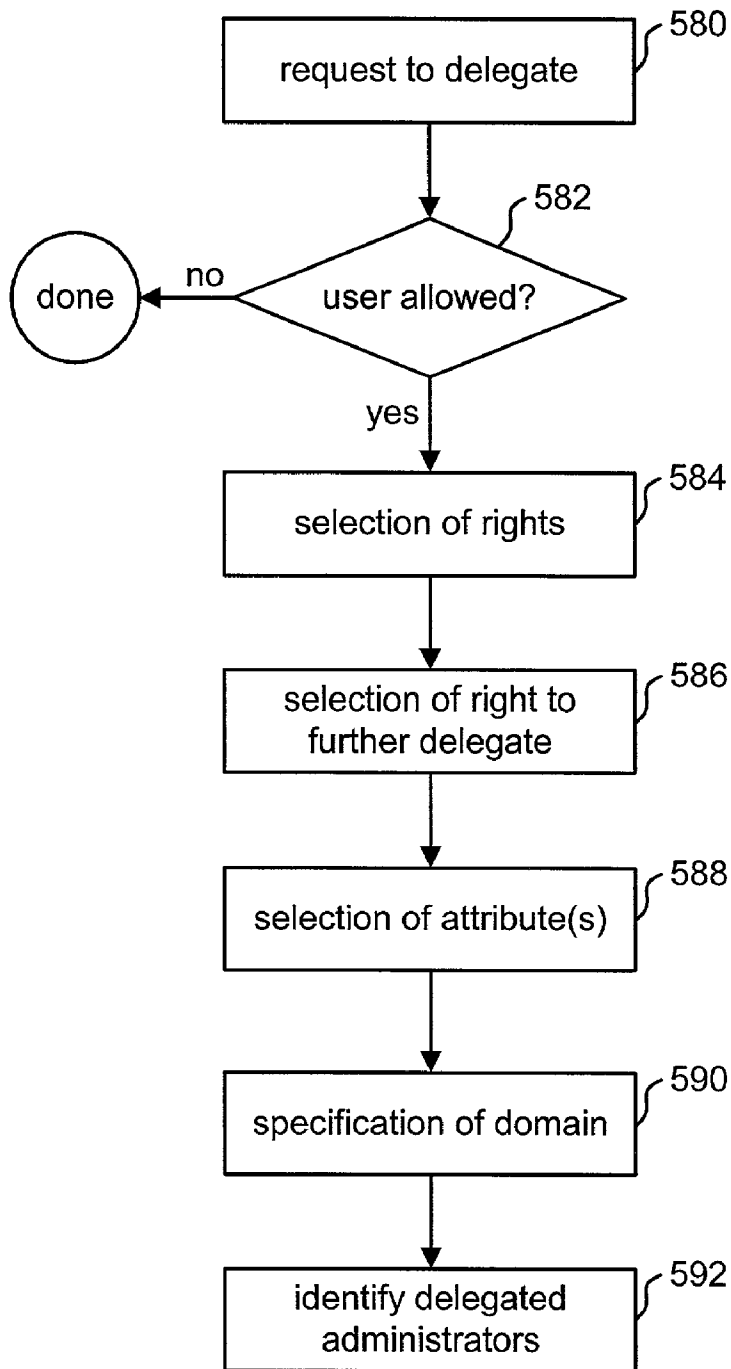 580
request to delegate
582
done
no
user allowed?
yes
584
selection of rights
586
selection of right to
further delegate
588
selection of attribute(s)
590
specification of domain
592
identify delegated
administrators